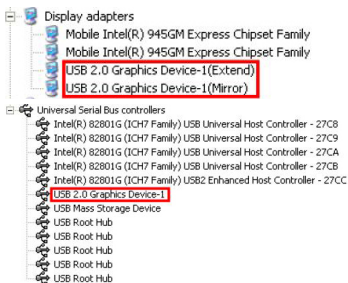 Display adapters
Mobile Intel(R) 945GM Express Chipset Family
Mobile Intel(R) 945GM Express Chipset Family
USB 2.0 Graphics Device-1(Extend)
USB 2.0 Graphics Device-1(Mirror)
Universal Serial Bus controllers
Intel(R) 82801G (ICH7 Family) USB Universal Host Controller - 27C8
Intel(R) 82801G (ICH7 Family) USB Universal Host Controller - 27C9
Intel(R) 82801G (ICH7 Family) USB Universal Host Controller - 27CA
Intel(R) 82801G (ICH7 Family) USB Universal Host Controller - 27CB
Intel(R) 82801G (ICH7 Family) USB2 Enhanced Host Controller - 27CC
USB 2.0 Graphics Device-1
USB Mass Storage Device
USB Root Hub
USB Root Hub
USB Root Hub
USB Root Hub
USB Root Hub